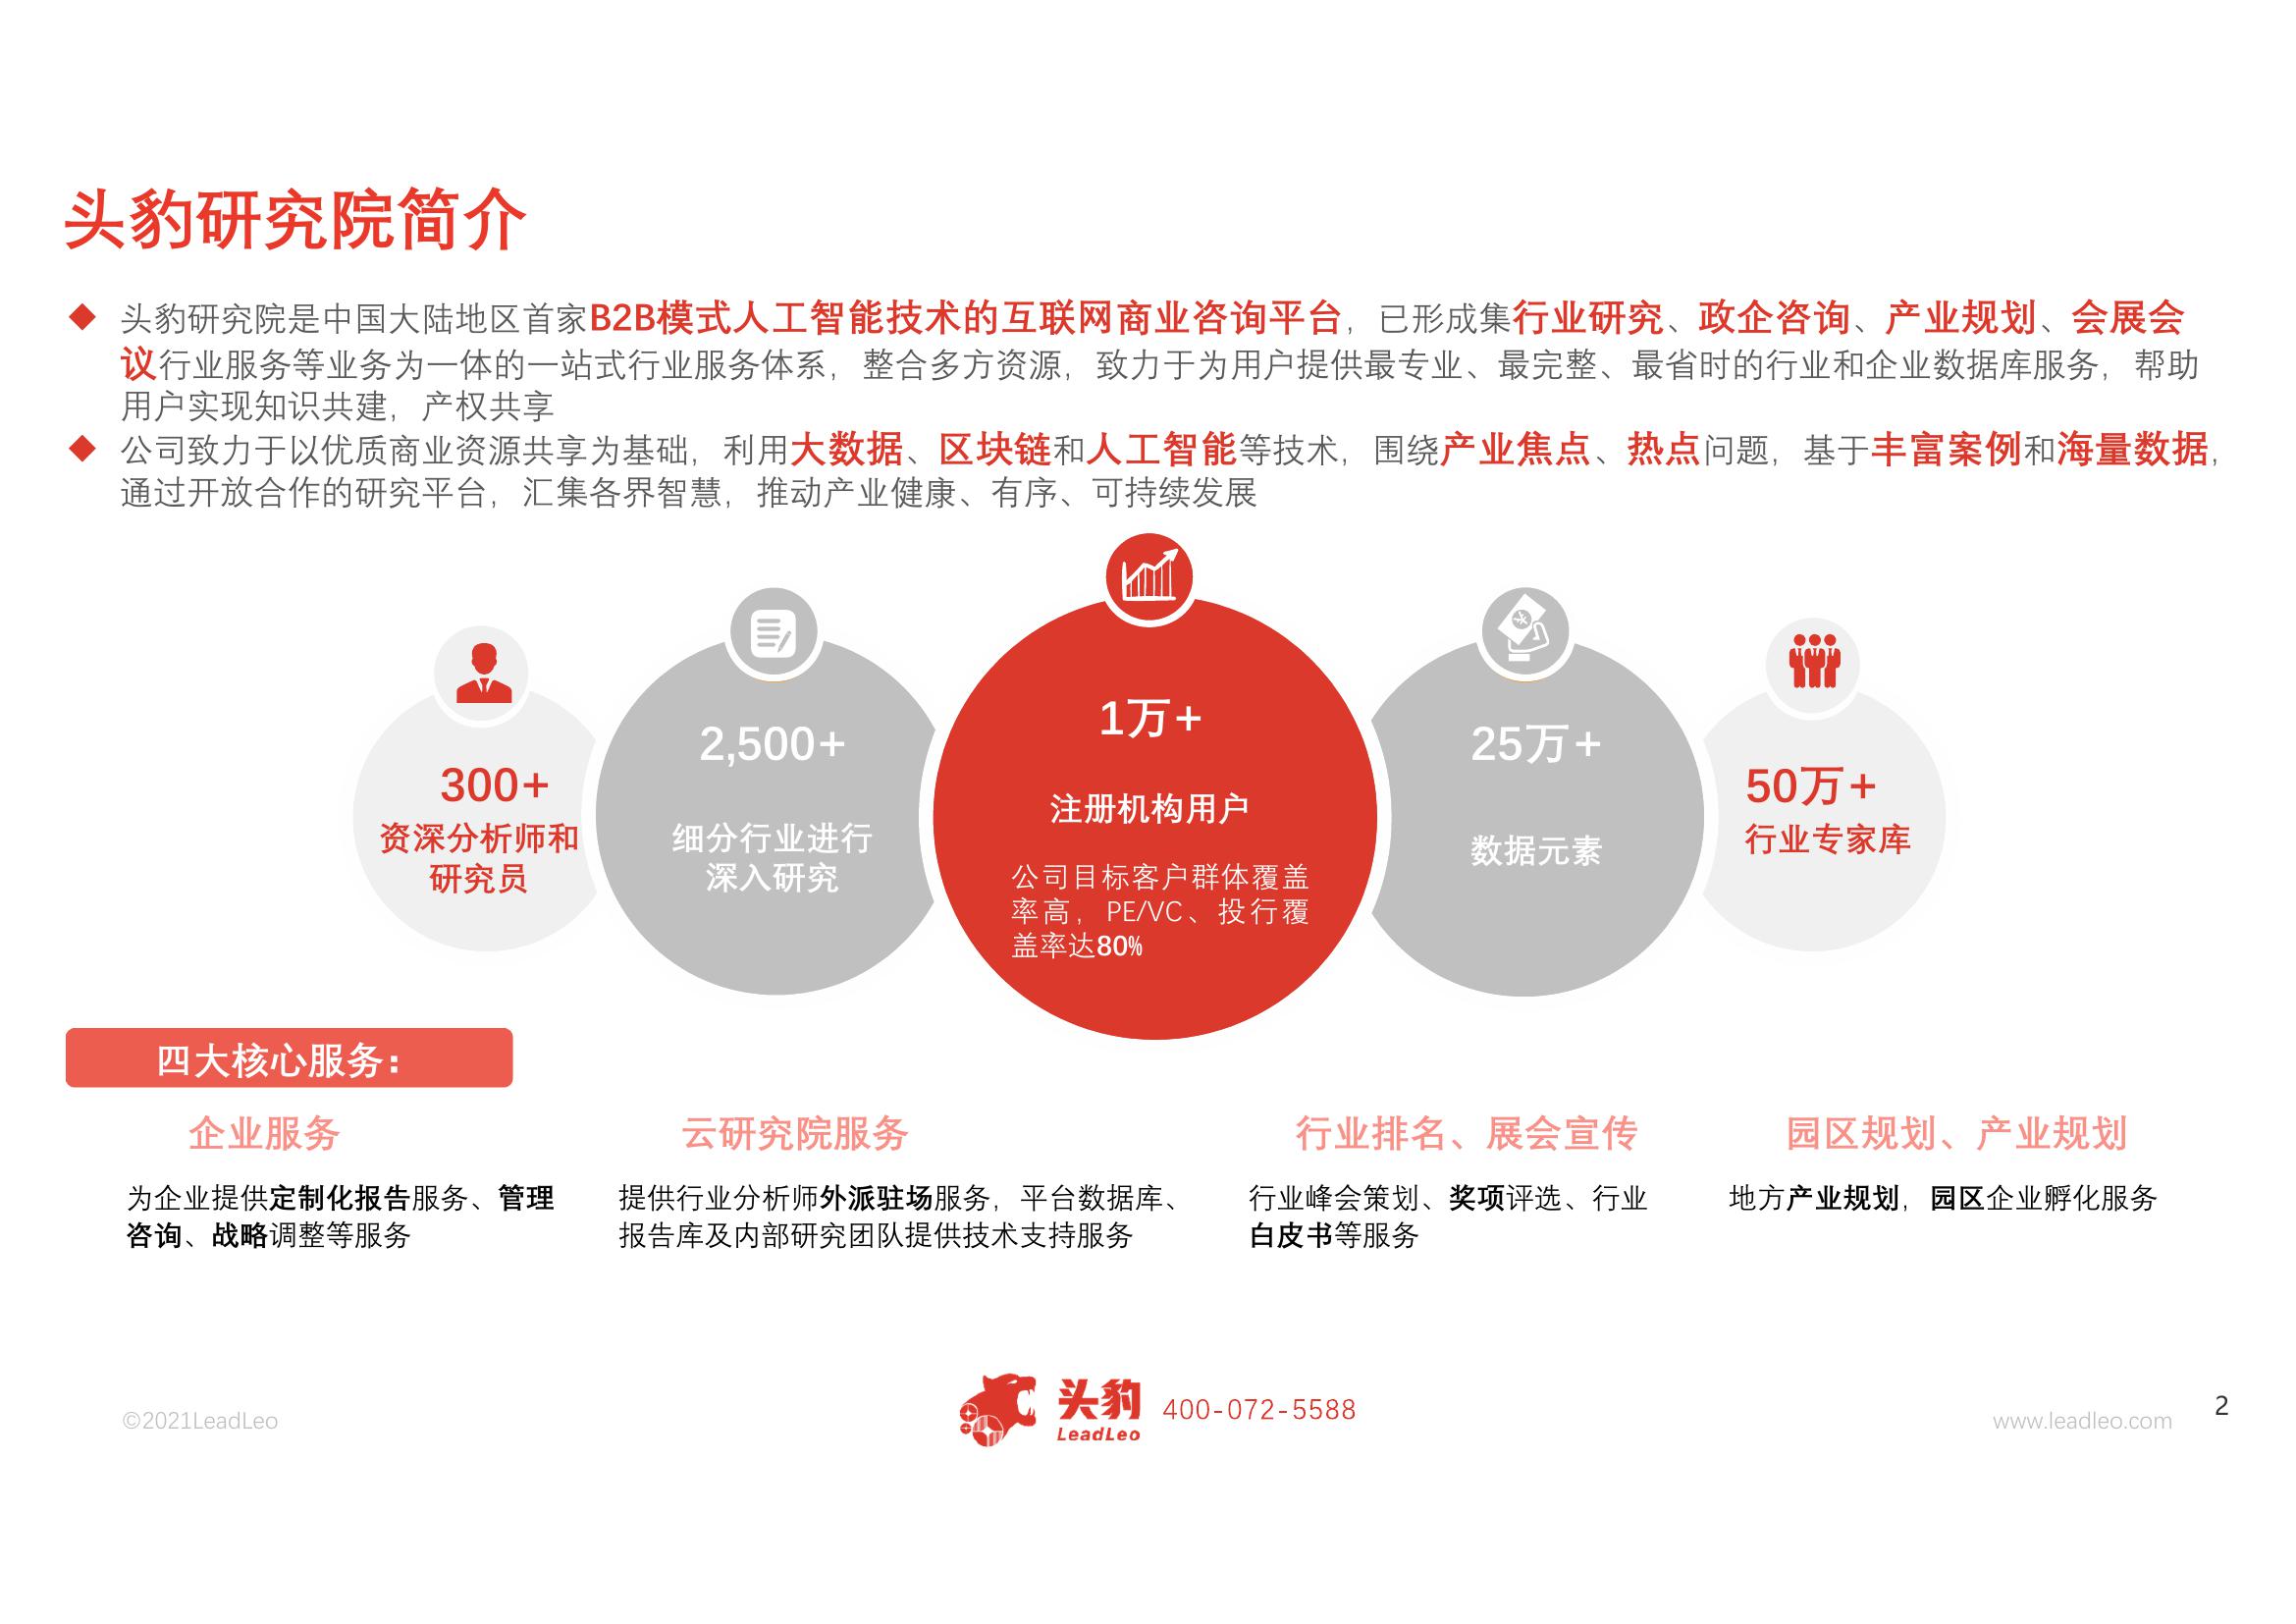 头豹研究院简介
头豹研究院是中国大陆地区首家B2B模式人工智能技术的互联网商业咨询平台，已形成集行业研究、政企咨询、产业规划、会展会
议行业服务等业务为一体的一站式行业服务体系，整合多方资源，致力于为用户提供最专业、最完整、最省时的行业和企业数据库服务，帮助
用户实现知识共建，产权共享
公司致力于以优质商业资源共享为基础，利用大数据、区块链和人工智能等技术，围绕产业焦点、热点问题，基于丰富案例和海量数据，
通过开放合作的研究平台，汇集各界智慧，推动产业健康、有序、可持续发展
300+
资深分析师和
研究员
2,500+
细分行业进行
深入研究
1万+
注册机构用户
公司目标客户群体覆盖
率高，PE/VC、投行覆
盖率达80%
25万+
数据元素
50万+
行业专家库
四大核心服务：
企业服务
为企业提供定制化报告服务、管理
咨询、战略调整等服务
云研究院服务
提供行业分析师外派驻场服务，平台数据库、
报告库及内部研究团队提供技术支持服务
行业排名、展会宣传
行业峰会策划、奖项评选、行业
白皮书等服务
园区规划、产业规划
地方产业规划，园区企业孵化服务
©2021LeadLeo
头豹
LeadLeo
400-072-5588
www.leadleo.com
2